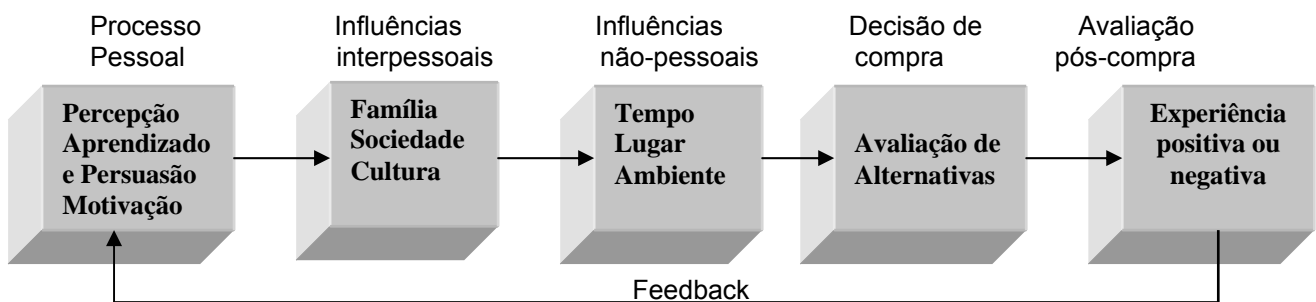 Processo
Pessoal
Percepção
Aprendizado
e Persuasão
Motivação
Influências
interpessoais
Família
Sociedade
Cultura
Influências
não-pessoais
Tempo
Lugar
Ambiente
Decisão de
compra
Avaliação de
Alternativas
Avaliação
pós-compra
Experiência
positiva ou
negativa
Feedback